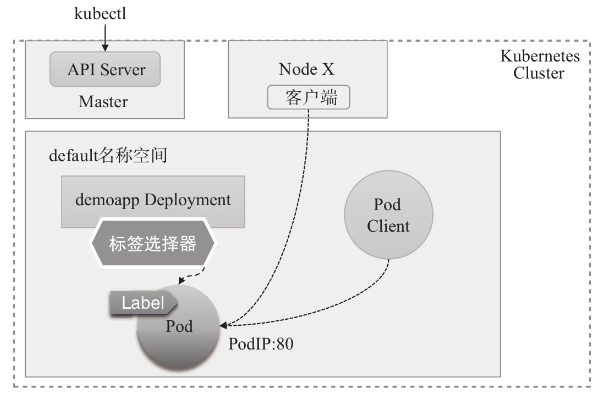 kubectl
API Server
Master
Node X
客户端
Kubernetes
Cluster
default名称空间
demoapp Deployment
标签选择器
Pod
Client
Label
Pod
PodIP:80